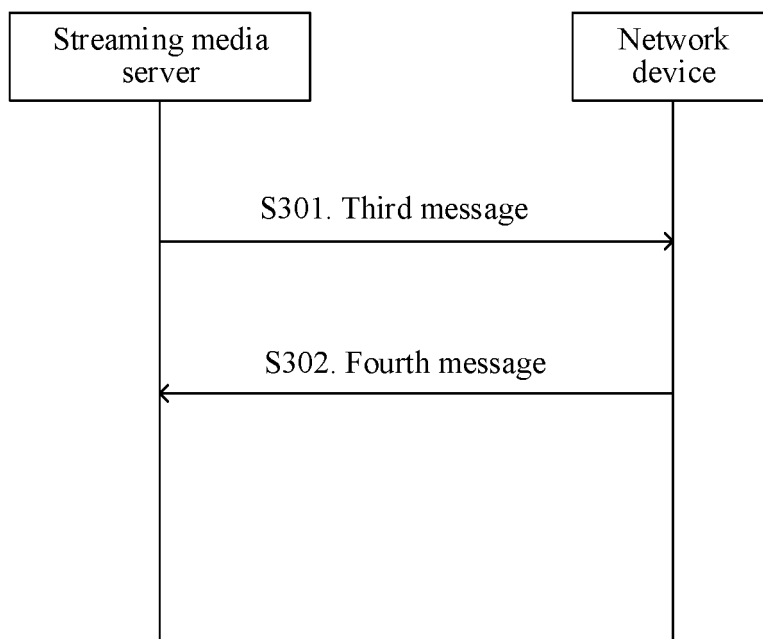 Streaming media
server
Network
device
S301. Third message
S302. Fourth message